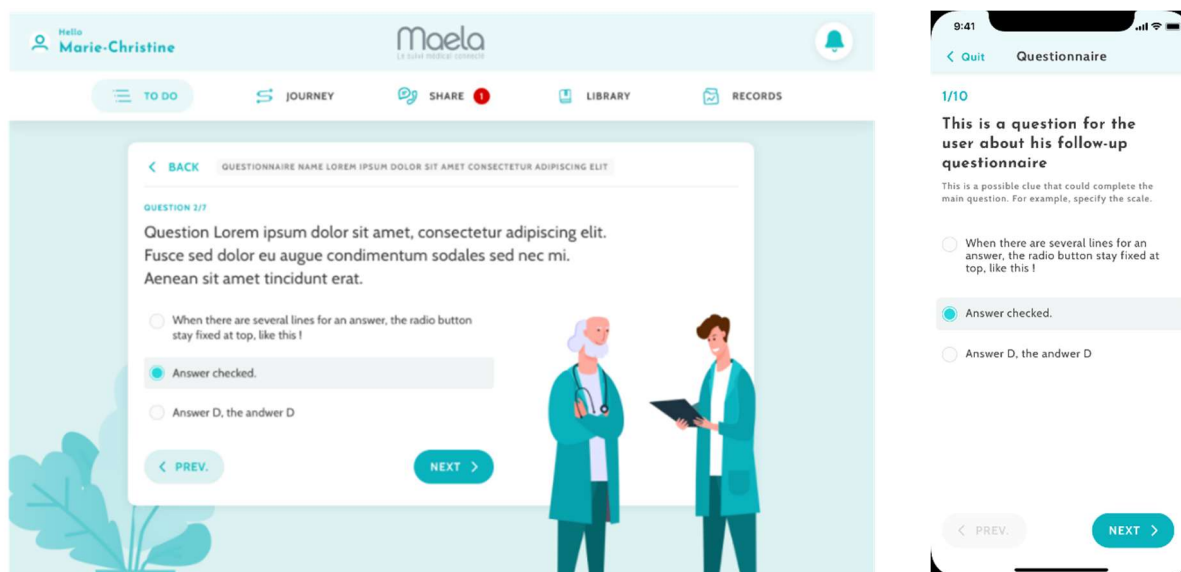 Hello
Marie-Christine
Maela
Le suivi médical connecté
TO DO
JOURNEY
SHARE 1
LIBRARY
RECORDS
BACK
QUESTIONNAIRE NAME LOREM IPSUM DOLOR SIT AMET CONSECTETUR ADIPISCING ELIT
QUESTION 2/7
Question Lorem ipsum dolor sit amet, consectetur adipiscing elit.
Fusce sed dolor eu augue condimentum sodales sed nec mi.
Aenean sit amet tincidunt erat.
When there are several lines for an answer, the radio button
stay fixed at top, like this !
Answer checked.
Answer D, the andwer D
PREV.
NEXT
9:41
Quit
Questionnaire
1/10
This is a question for the
user about his follow-up
questionnaire
This is a possible clue that could complete the
main question. For example, specify the scale.
When there are several lines for an
answer, the radio button stay fixed at
top, like this !
Answer checked.
Answer D, the andwer D
PREV.
NEXT